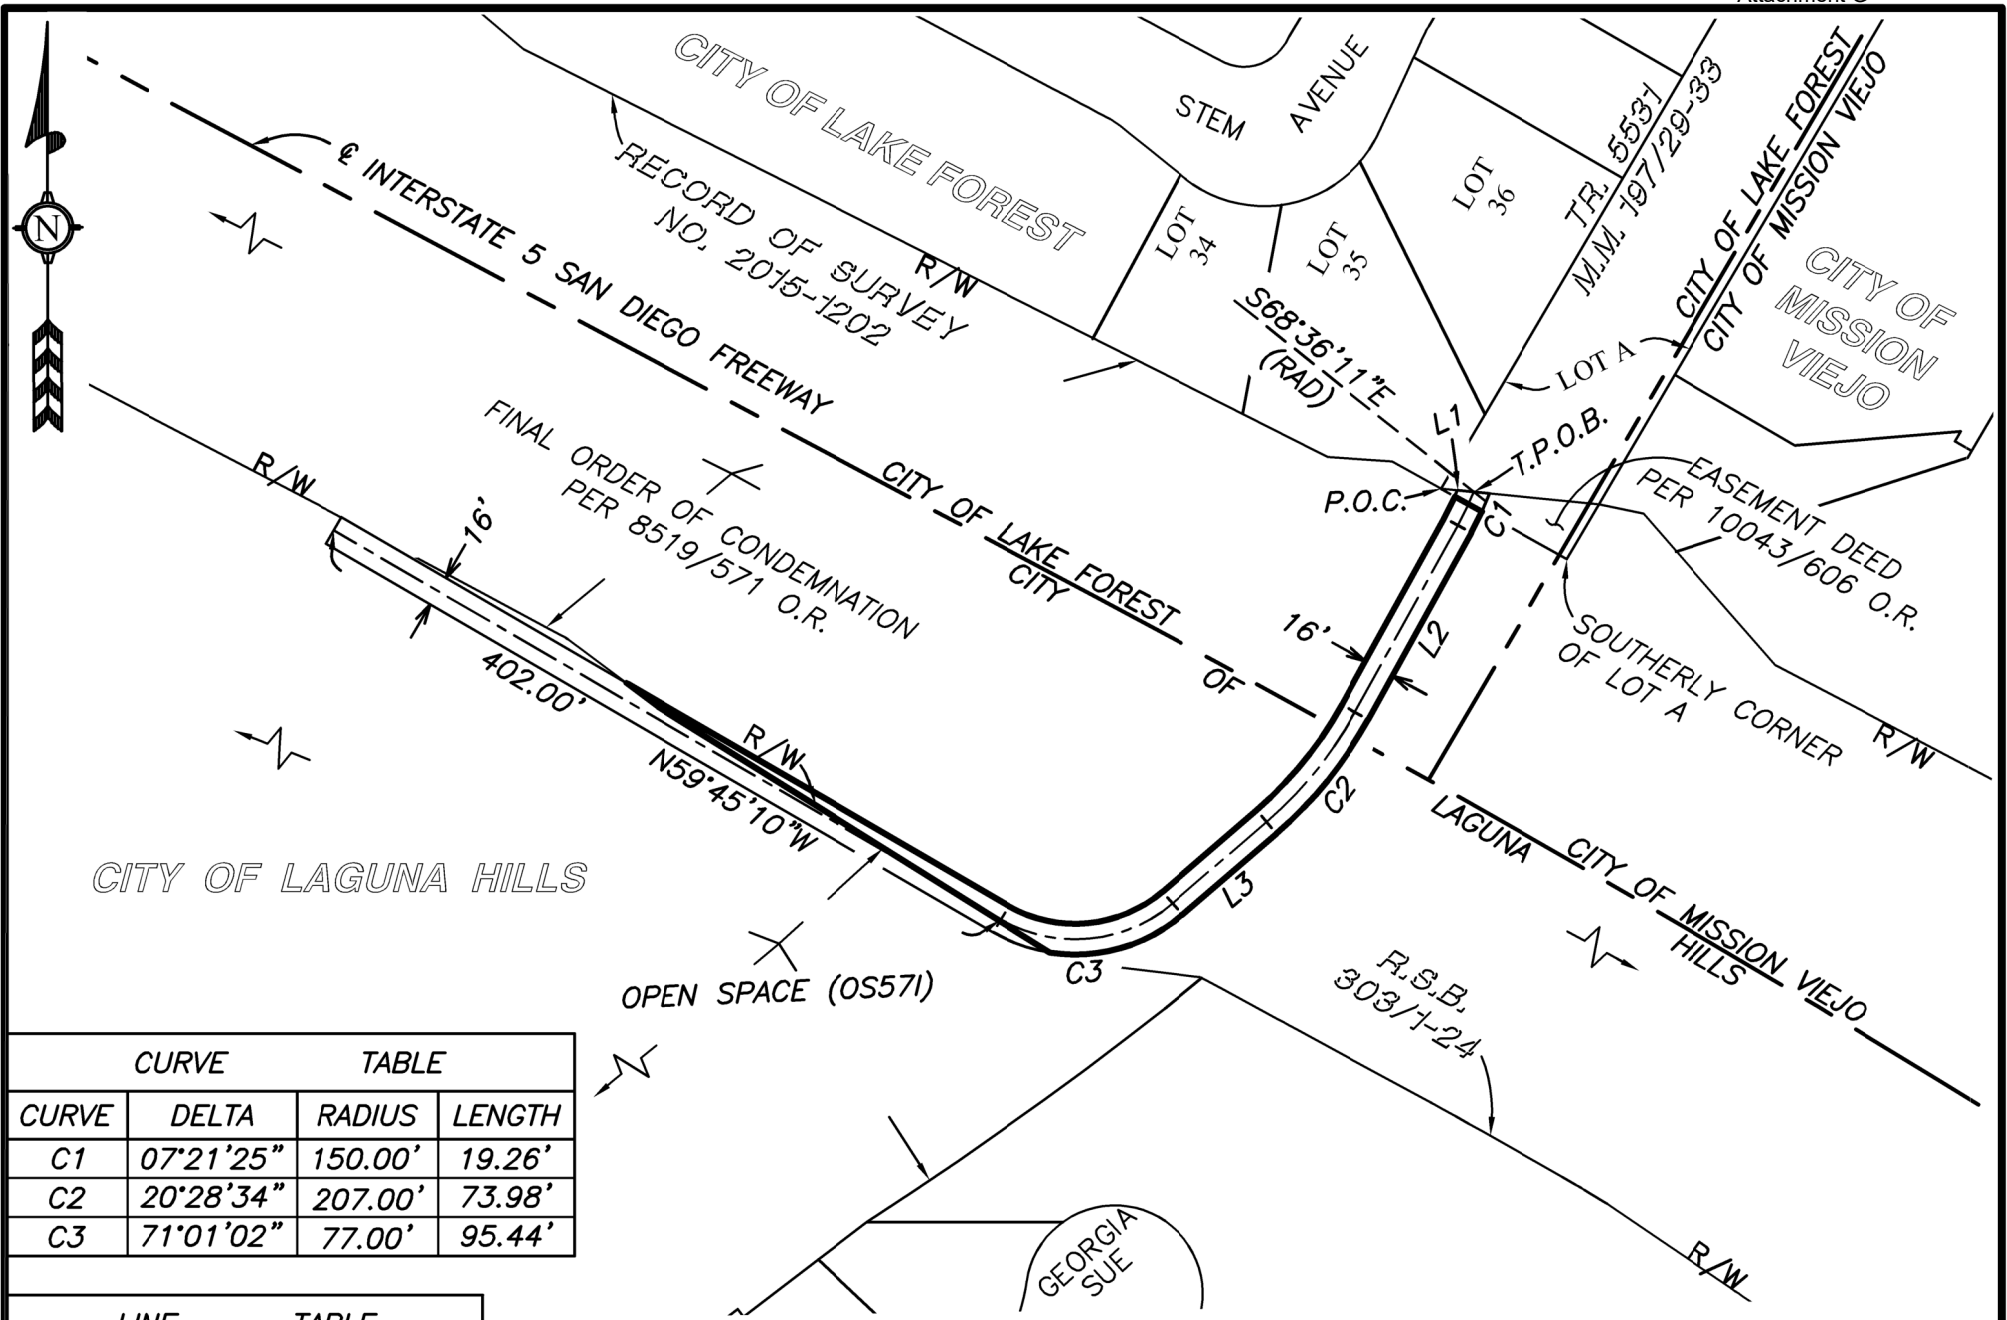 CITY OF LAKE FOREST
STEM
AVENUE
TR. 5531
M.M. 197/29-33
CITY OF LAKE FOREST
CITY OF MISSION VIEJO
CITY OF
MISSION
VIEJO
℄ INTERSTATE 5 SAN DIEGO FREEWAY
RECORD OF SURVEY
NO. 2015-1202
R/W
LOT
34
LOT
35
LOT
36
N
S68°36'11"E
(RAD)
LOT A
L1
T.P.O.B.
P.O.C.
C1
EASEMENT DEED
PER 10043/606 O.R.
R/W
16'
FINAL ORDER OF CONDEMNATION
PER 8519/571 O.R.
CITY OF LAKE FOREST
CITY OF LAGUNA HILLS
16'
L2
SOUTHERLY CORNER
OF LOT A
R/W
402.00'
R/W
N59°45'10"W
C2
CITY OF MISSION VIEJO
CITY OF LAGUNA HILLS
L3
C3
OPEN SPACE (OS57I)
R.S.B.
303/1-24
GEORGIA
SUE
R/W
CURVE TABLE
CURVE DELTA RADIUS LENGTH
C1 07°21'25" 150.00' 19.26'
C2 20°28'34" 207.00' 73.98'
C3 71°01'02" 77.00' 95.44'
LINE TABLE